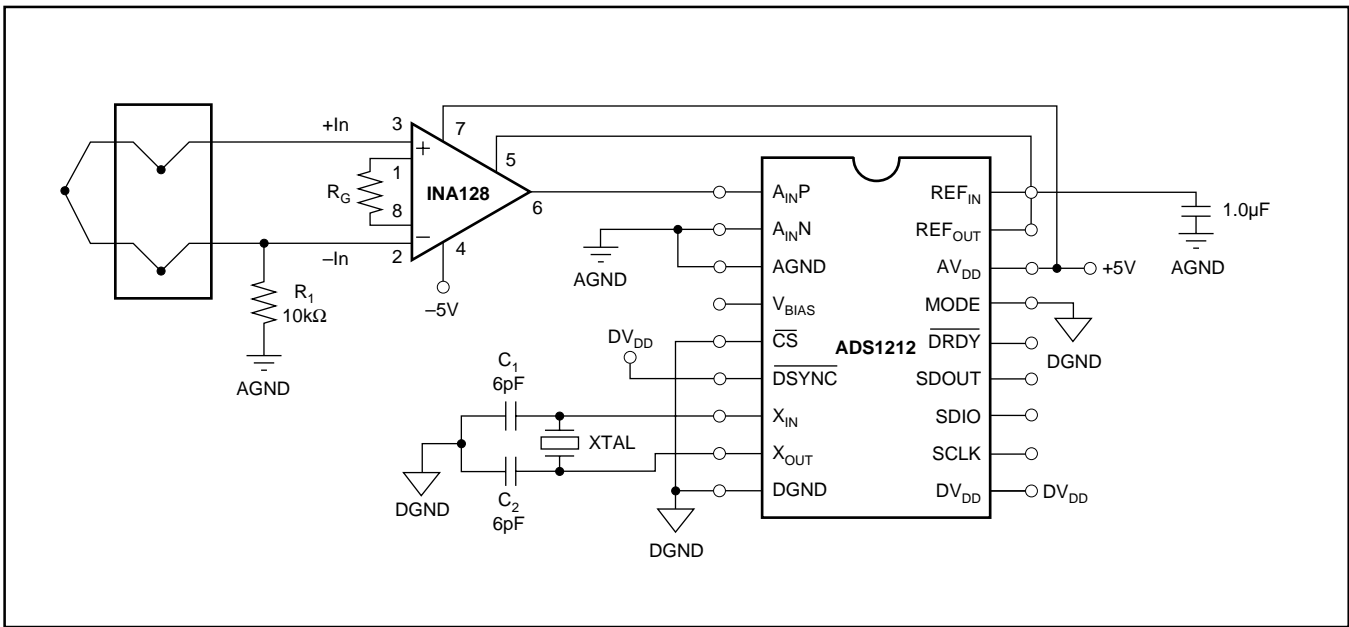 +In
3
7
5
+
1
R_G
INA128
6
8
−
–In
2
4
–5V
R1
10kΩ
AGND
AGND
AINP
AINN
AGND
VBIAS
CS
DSYNC
XIN
XOUT
DGND
ADS1212
REFIN
REFOUT
AVDD
MODE
DRDY
SDOUT
SDIO
SCLK
DVDD
1.0µF
AGND
+5V
DGND
DVDD
DVDD
C1
6pF
XTAL
C2
6pF
DGND
DGND